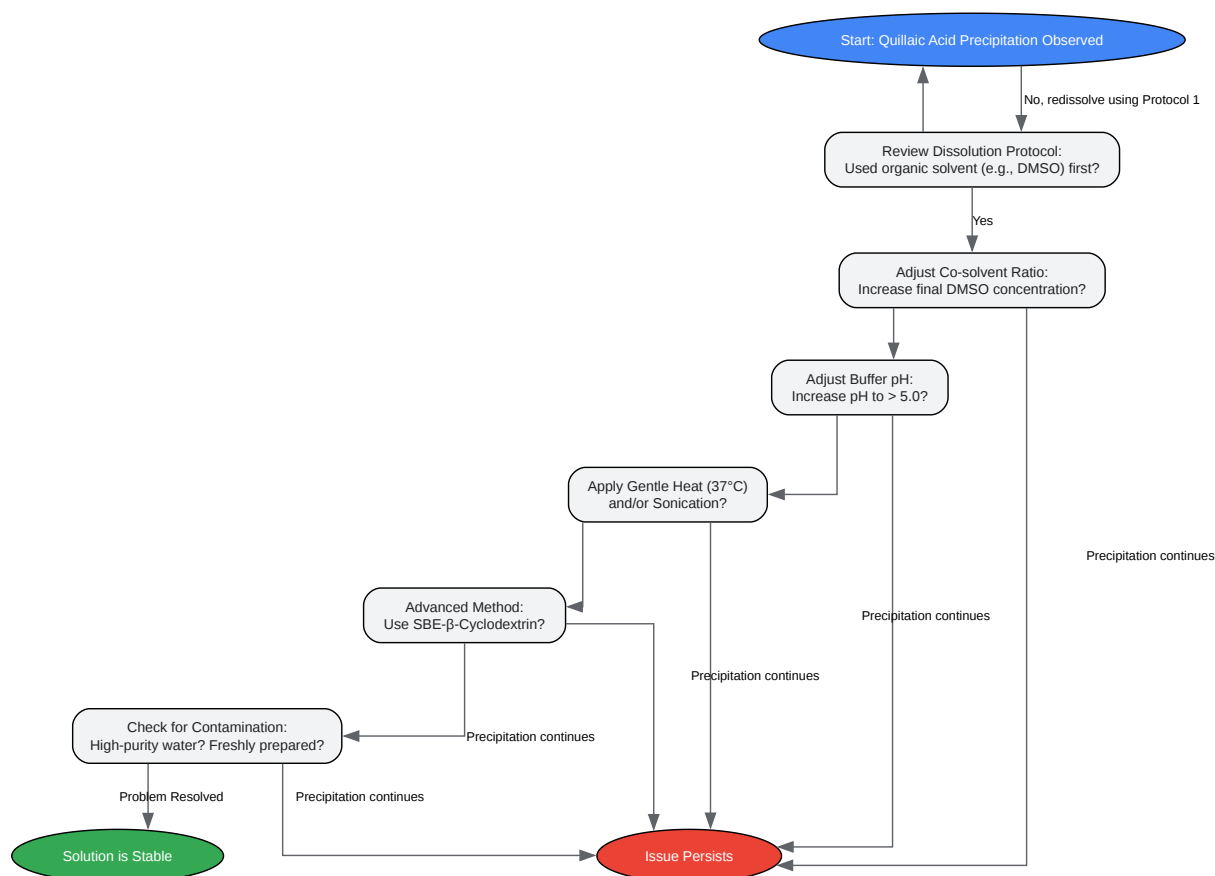 Start: Quillaic Acid Precipitation Observed
No, redissolve using Protocol 1
Review Dissolution Protocol:
Used organic solvent (e.g., DMSO) first?
Yes
Adjust Co-solvent Ratio:
Increase final DMSO concentration?
Adjust Buffer pH:
Increase pH to > 5.0?
Apply Gentle Heat (37°C)
and/or Sonication?
Precipitation continues
Advanced Method:
Use SBE-β-Cyclodextrin?
Precipitation continues
Precipitation continues
Check for Contamination:
High-purity water? Freshly prepared?
Precipitation continues
Problem Resolved
Precipitation continues
Solution is Stable
Issue Persists